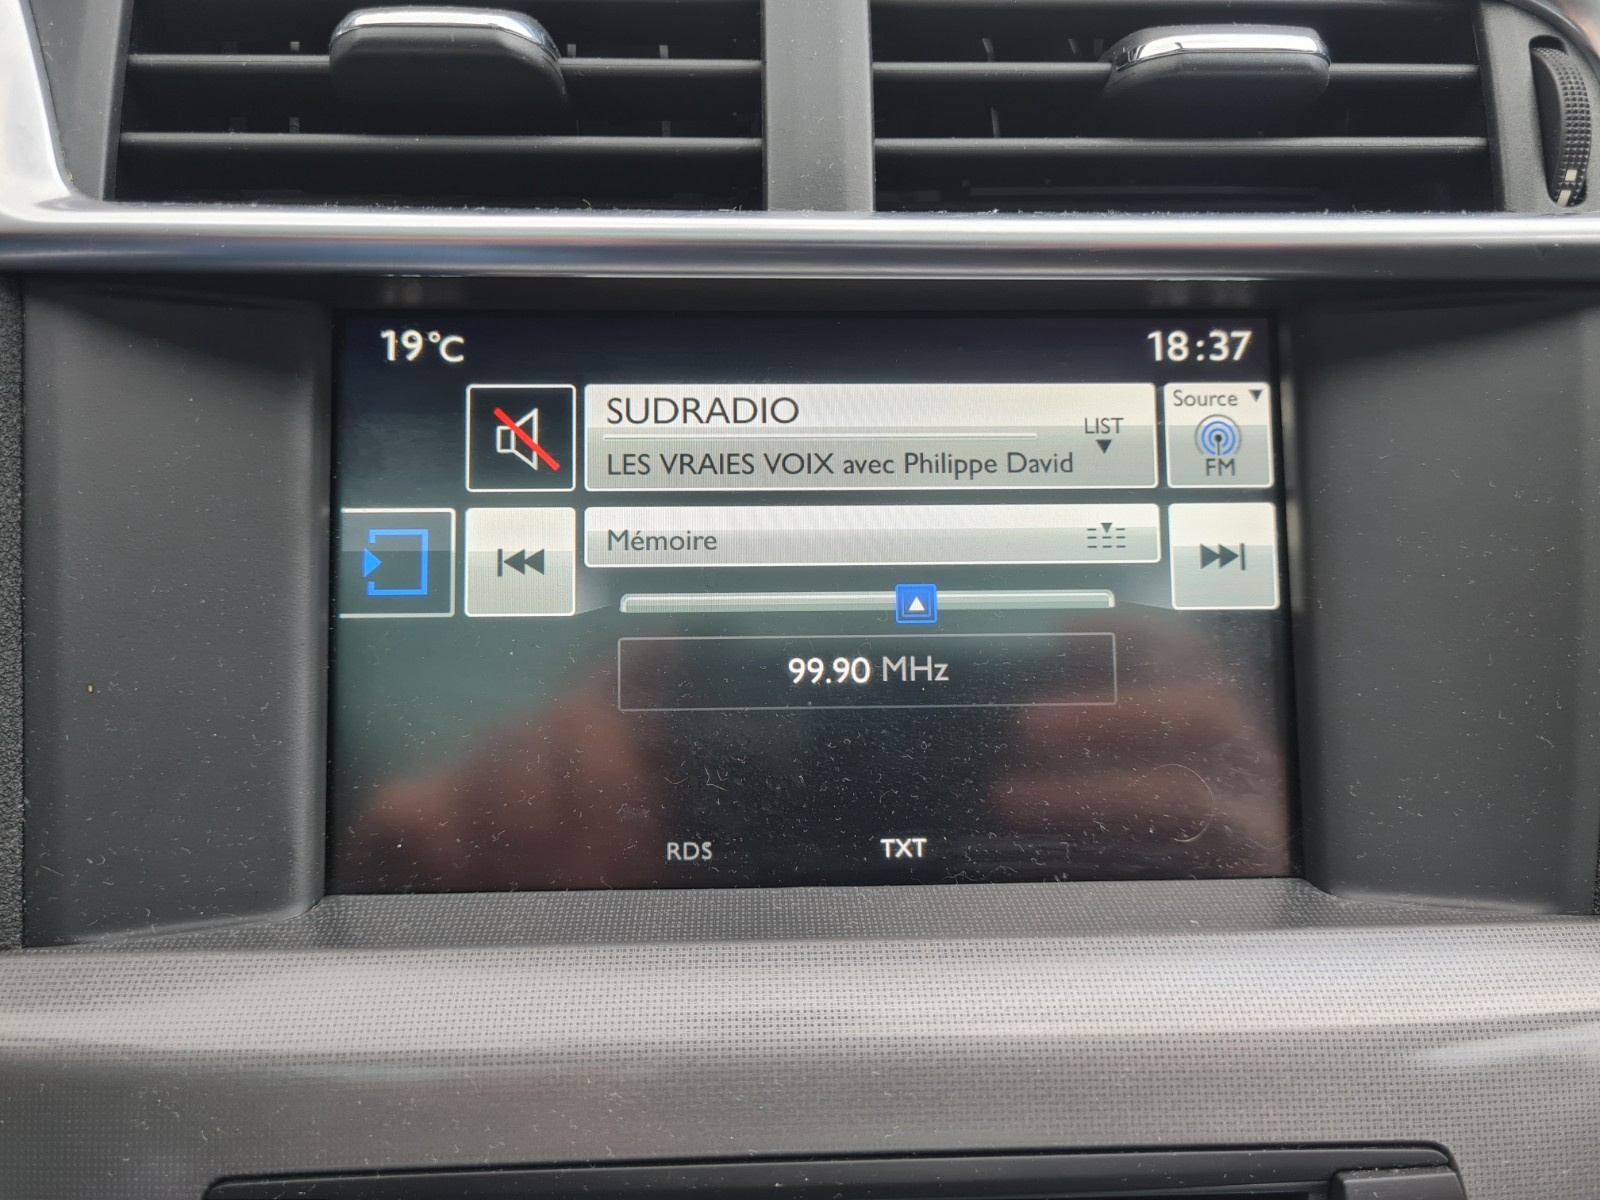 19°C
18:37
SUDRADIO
LIST
Source
FM
LES VRAIES VOIX avec Philippe David
Mémoire
99.90 MHz
RDS
TXT